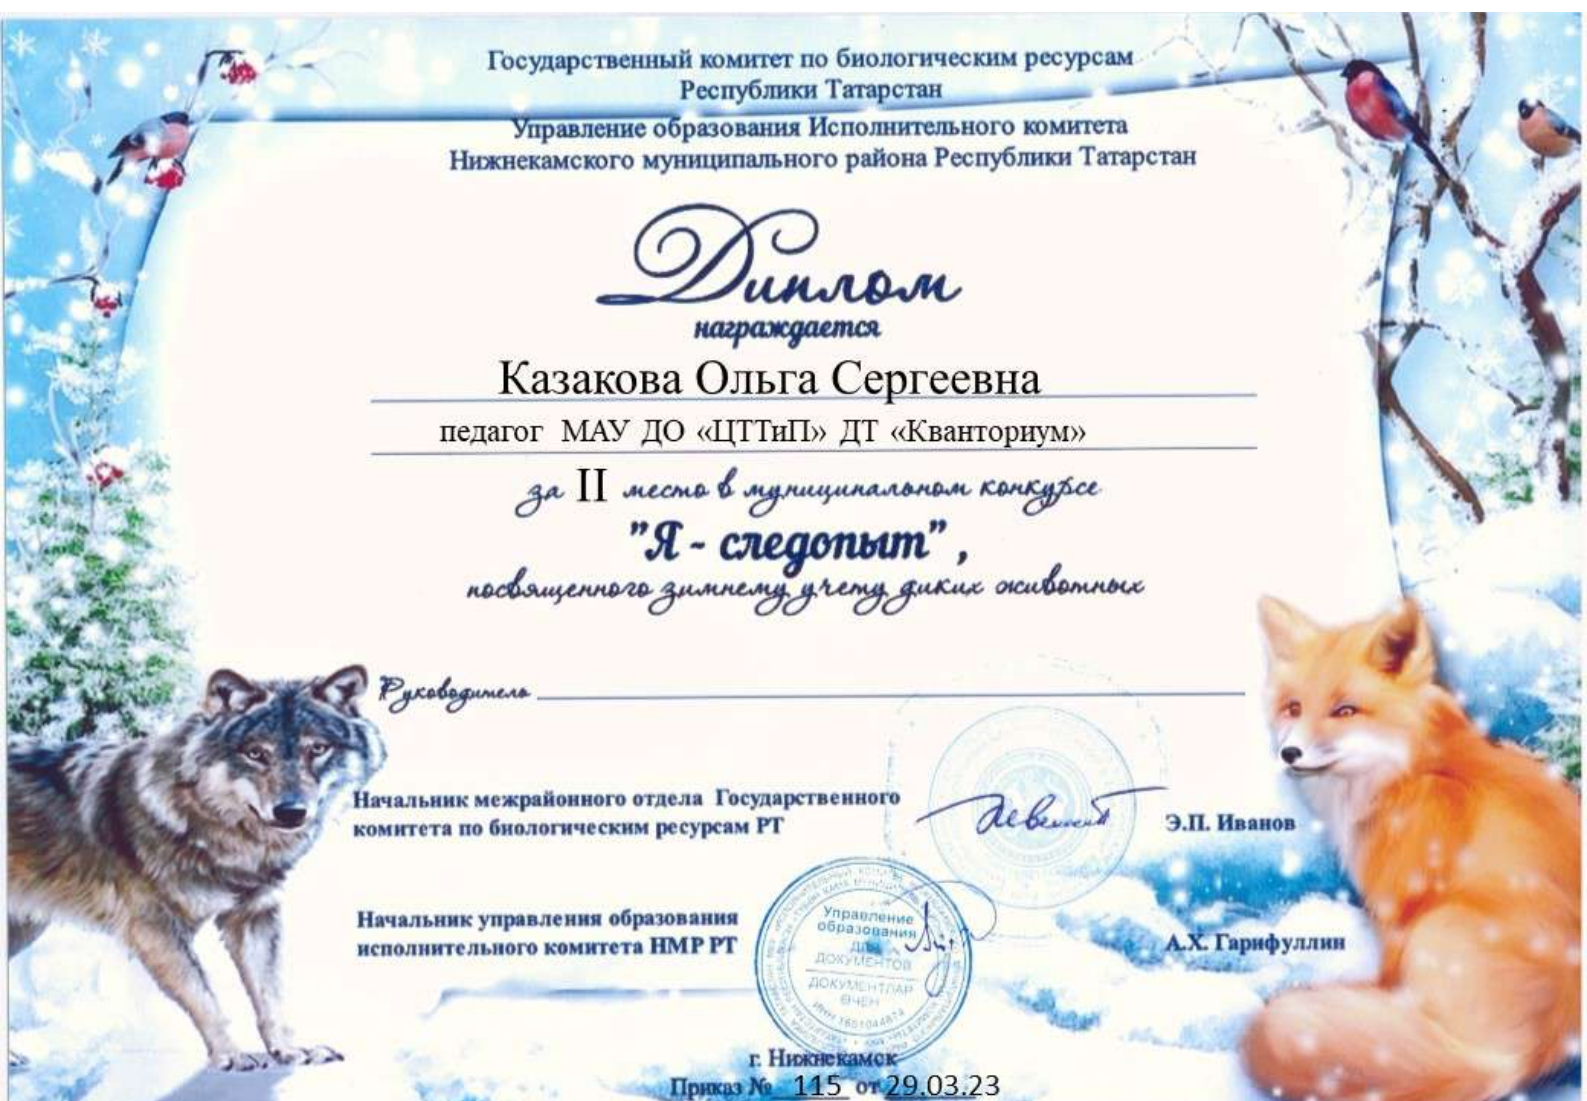 Государственный комитет по биологическим ресурсам
Республики Татарстан
Управление образования Исполнительного комитета
Нижнекамского муниципального района Республики Татарстан
Диплом
награждается
Казакова Ольга Сергеевна
педагог МАУ ДО «ЦТТиП» ДТ «Кванториум»
за II место в муниципальном конкурсе
"Я - следопыт" ,
посвященного зимнему учету диких животных
Руководитель
Начальник межрайонного отдела Государственного
комитета по биологическим ресурсам РТ
Э.П. Иванов
Начальник управления образования
исполнительного комитета НМР РТ
А.Х. Гарифуллин
Управление
образования
ДЛЯ
ДОКУМЕНТОВ
ДОКУМЕНТЛАР
ӨЧЕН
ИНН 1651044874
г. Нижнекамск
Приказ № 115 от 29.03.23